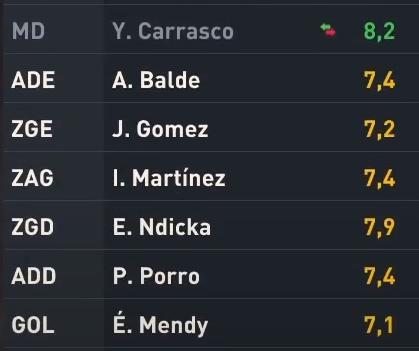 MD Y. Carrasco 8,2
ADE A. Balde 7,4
ZGE J. Gomez 7,2
ZAG I. Martínez 7,4
ZGD E. Ndicka 7,9
ADD P. Porro 7,4
GOL É. Mendy 7,1